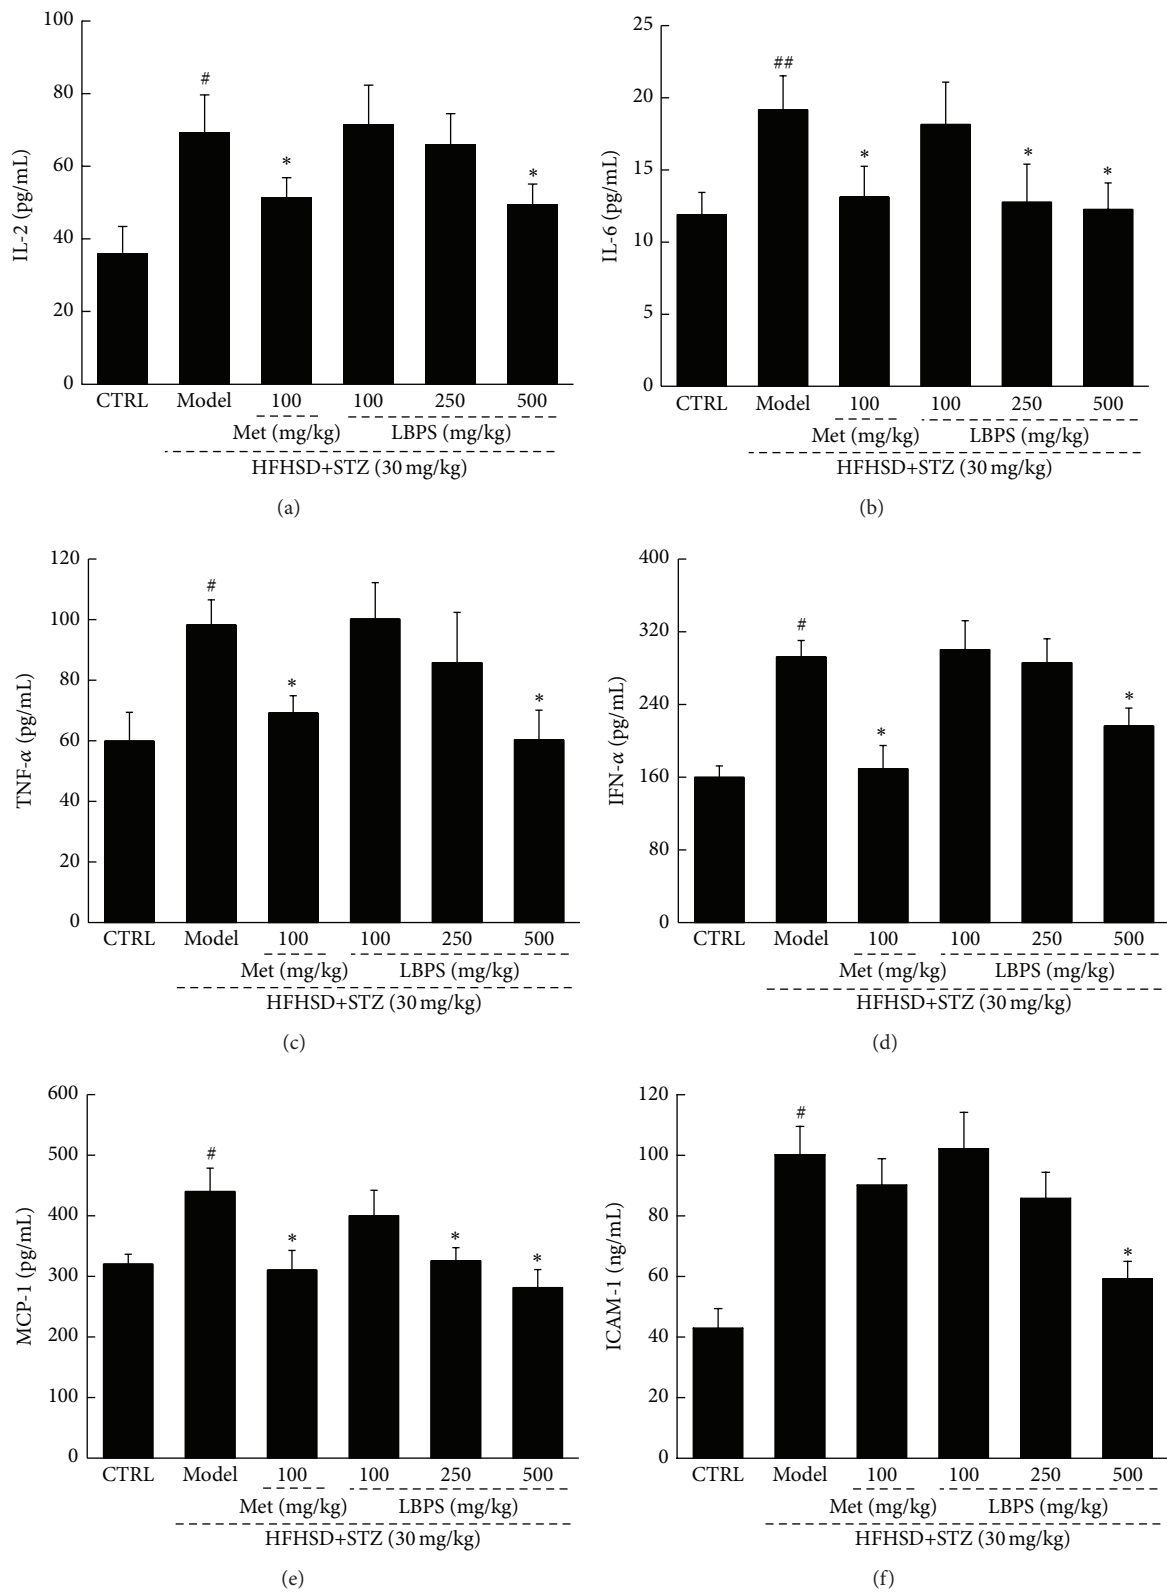 100
80
60
40
20
0
IL-2 (pg/mL)
#
*
*
CTRL Model 100 100 250 500
Met (mg/kg) LBPS (mg/kg)
HFHSD+STZ (30 mg/kg)
(a)
25
20
15
10
5
0
IL-6 (pg/mL)
##
*
*
*
CTRL Model 100 100 250 500
Met (mg/kg) LBPS (mg/kg)
HFHSD+STZ (30 mg/kg)
(b)
120
100
80
60
40
20
0
TNF-α (pg/mL)
#
*
*
CTRL Model 100 100 250 500
Met (mg/kg) LBPS (mg/kg)
HFHSD+STZ (30 mg/kg)
(c)
400
320
240
160
80
0
IFN-α (pg/mL)
#
*
*
CTRL Model 100 100 250 500
Met (mg/kg) LBPS (mg/kg)
HFHSD+STZ (30 mg/kg)
(d)
600
500
400
300
200
100
0
MCP-1 (pg/mL)
#
*
*
*
CTRL Model 100 100 250 500
Met (mg/kg) LBPS (mg/kg)
HFHSD+STZ (30 mg/kg)
(e)
120
100
80
60
40
20
0
ICAM-1 (ng/mL)
#
*
CTRL Model 100 100 250 500
Met (mg/kg) LBPS (mg/kg)
HFHSD+STZ (30 mg/kg)
(f)